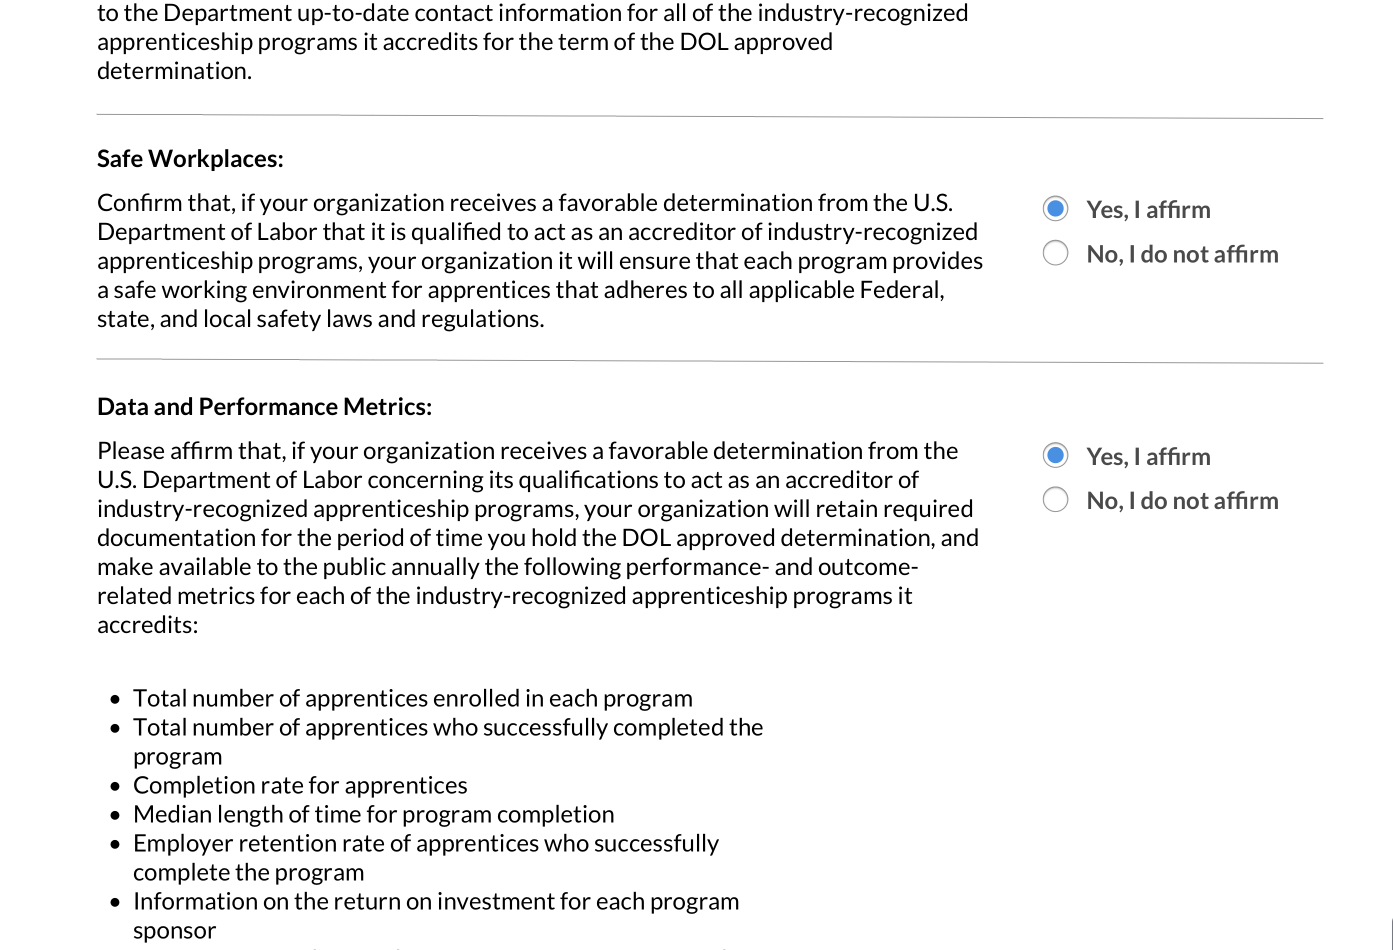 to the Department up-to-date contact information for all of the industry-recognized
apprenticeship programs it accredits for the term of the DOL approved
determination.
Safe Workplaces:
Confirm that, if your organization receives a favorable determination from the U.S.
Department of Labor that it is qualified to act as an accreditor of industry-recognized
apprenticeship programs, your organization it will ensure that each program provides
a safe working environment for apprentices that adheres to all applicable Federal,
state, and local safety laws and regulations.
Yes, I affirm
No, I do not affirm
Data and Performance Metrics:
Please affirm that, if your organization receives a favorable determination from the
U.S. Department of Labor concerning its qualifications to act as an accreditor of
industry-recognized apprenticeship programs, your organization will retain required
documentation for the period of time you hold the DOL approved determination, and
make available to the public annually the following performance- and outcome-
related metrics for each of the industry-recognized apprenticeship programs it
accredits:
Yes, I affirm
No, I do not affirm
• Total number of apprentices enrolled in each program
• Total number of apprentices who successfully completed the
program
• Completion rate for apprentices
• Median length of time for program completion
• Employer retention rate of apprentices who successfully
complete the program
• Information on the return on investment for each program
sponsor